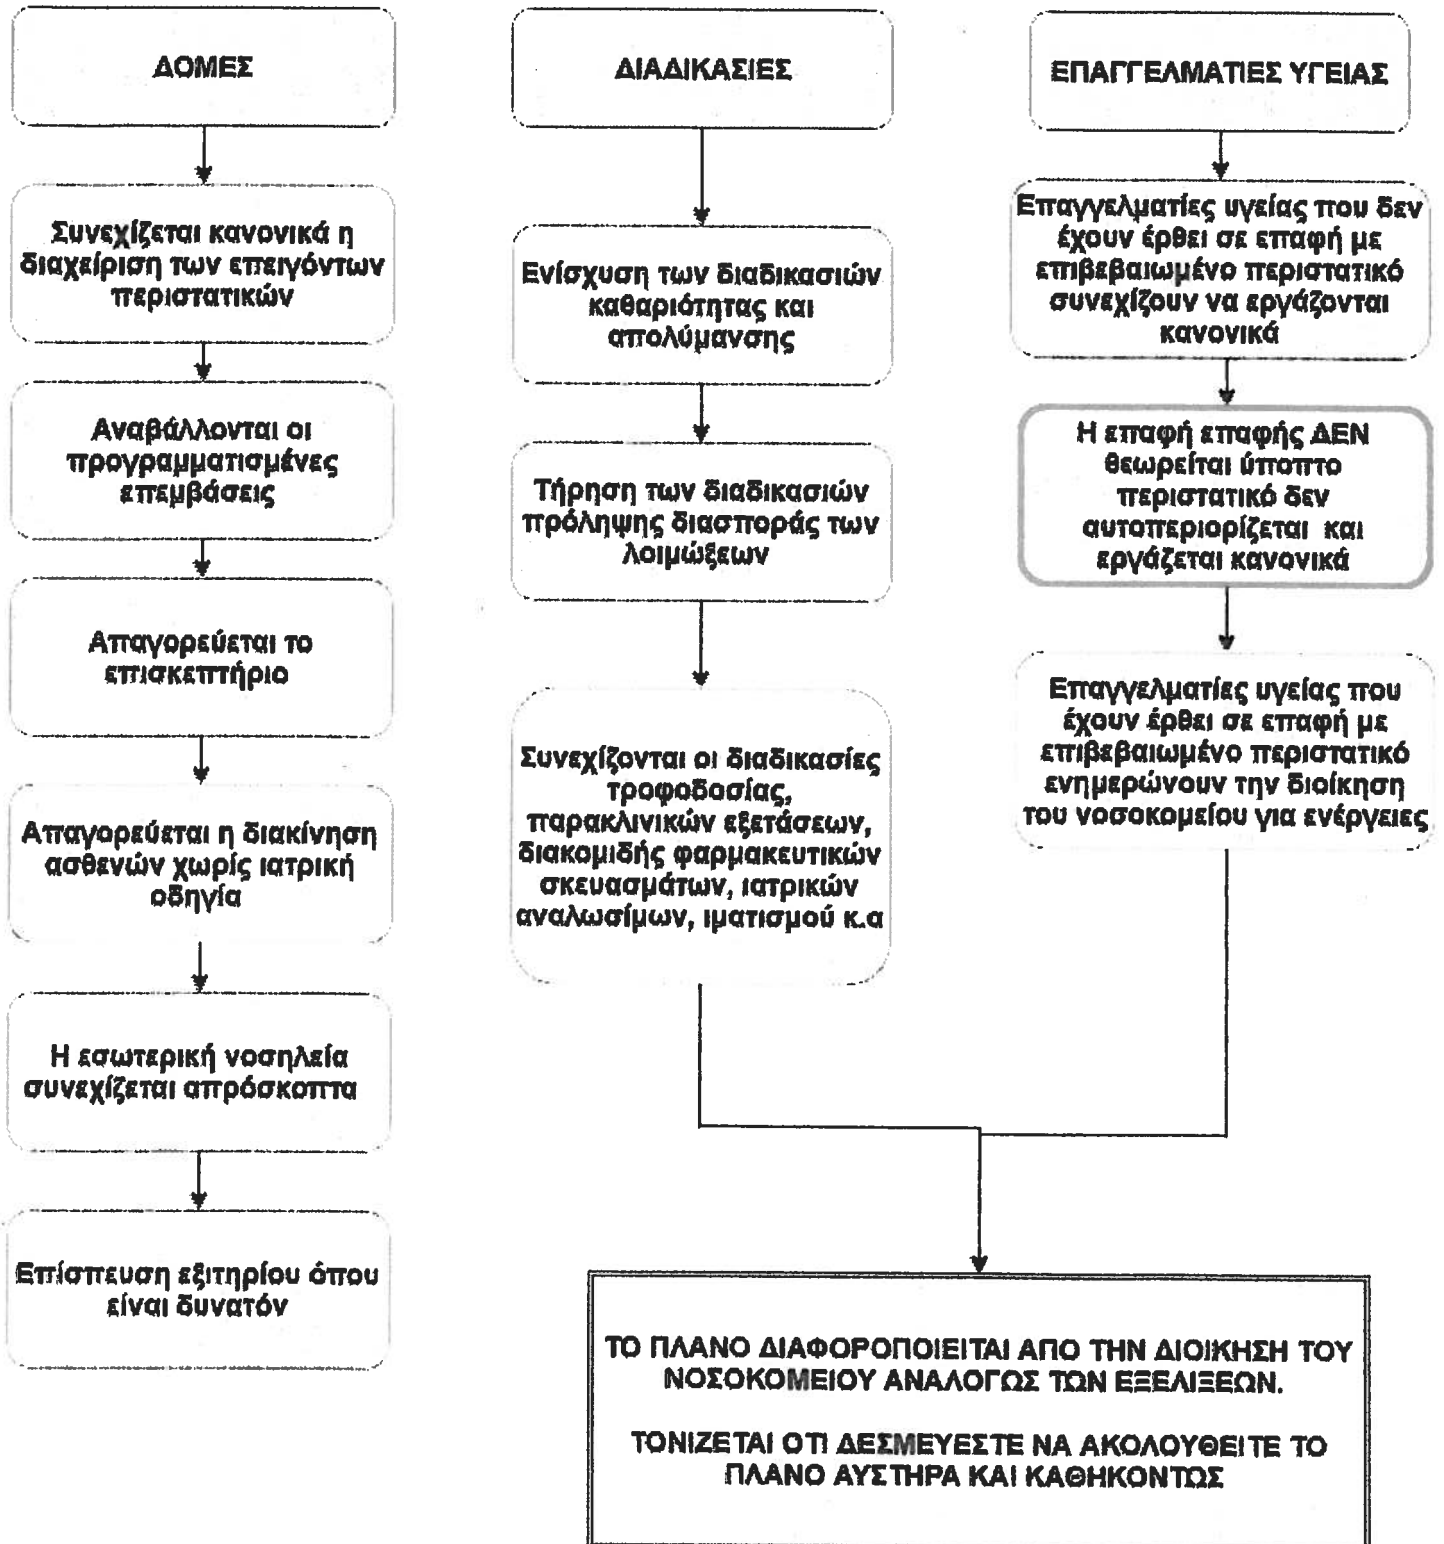 ΔΟΜΕΣ
Συνεχίζεται κανονικά η
διαχείριση των επειγόντων
περιστατικών
Αναβάλλονται οι
προγραμματισμένες
επεμβάσεις
Απαγορεύεται το
επισκεπτήριο
Απαγορεύεται η διακίνηση
ασθενών χωρίς ιατρική
οδηγία
Η εσωτερική νοσηλεία
συνεχίζεται απρόσκοπτα
Επίσπευση εξιτηρίου όπου
είναι δυνατόν
ΔΙΑΔΙΚΑΣΙΕΣ
Ενίσχυση των διαδικασιών
καθαριότητας και
απολύμανσης
Τήρηση των διαδικασιών
πρόληψης διασποράς των
λοιμώξεων
Συνεχίζονται οι διαδικασίες
τροφοδοσίας,
παρακλινικών εξετάσεων,
διακομιδής φαρμακευτικών
σκευασμάτων, ιατρικών
αναλωσίμων, ιματισμού κ.α
ΕΠΑΓΓΕΛΜΑΤΙΕΣ ΥΓΕΙΑΣ
Επαγγελματίες υγείας που δεν
έχουν έρθει σε επαφή με
επιβεβαιωμένο περιστατικό
συνεχίζουν να εργάζονται
κανονικά
Η επαφή επαφής ΔΕΝ
θεωρείται ύποπτο
περιστατικό δεν
αυτοπεριορίζεται και
εργάζεται κανονικά
Επαγγελματίες υγείας που
έχουν έρθει σε επαφή με
επιβεβαιωμένο περιστατικό
ενημερώνουν την διοίκηση
του νοσοκομείου για ενέργειες
ΤΟ ΠΛΑΝΟ ΔΙΑΦΟΡΟΠΟΙΕΙΤΑΙ ΑΠΟ ΤΗΝ ΔΙΟΙΚΗΣΗ ΤΟΥ
ΝΟΣΟΚΟΜΕΙΟΥ ΑΝΑΛΟΓΩΣ ΤΩΝ ΕΞΕΛΙΞΕΩΝ.
ΤΟΝΙΖΕΤΑΙ ΟΤΙ ΔΕΣΜΕΥΕΣΤΕ ΝΑ ΑΚΟΛΟΥΘΕΙΤΕ ΤΟ
ΠΛΑΝΟ ΑΥΣΤΗΡΑ ΚΑΙ ΚΑΘΗΚΟΝΤΩΣ